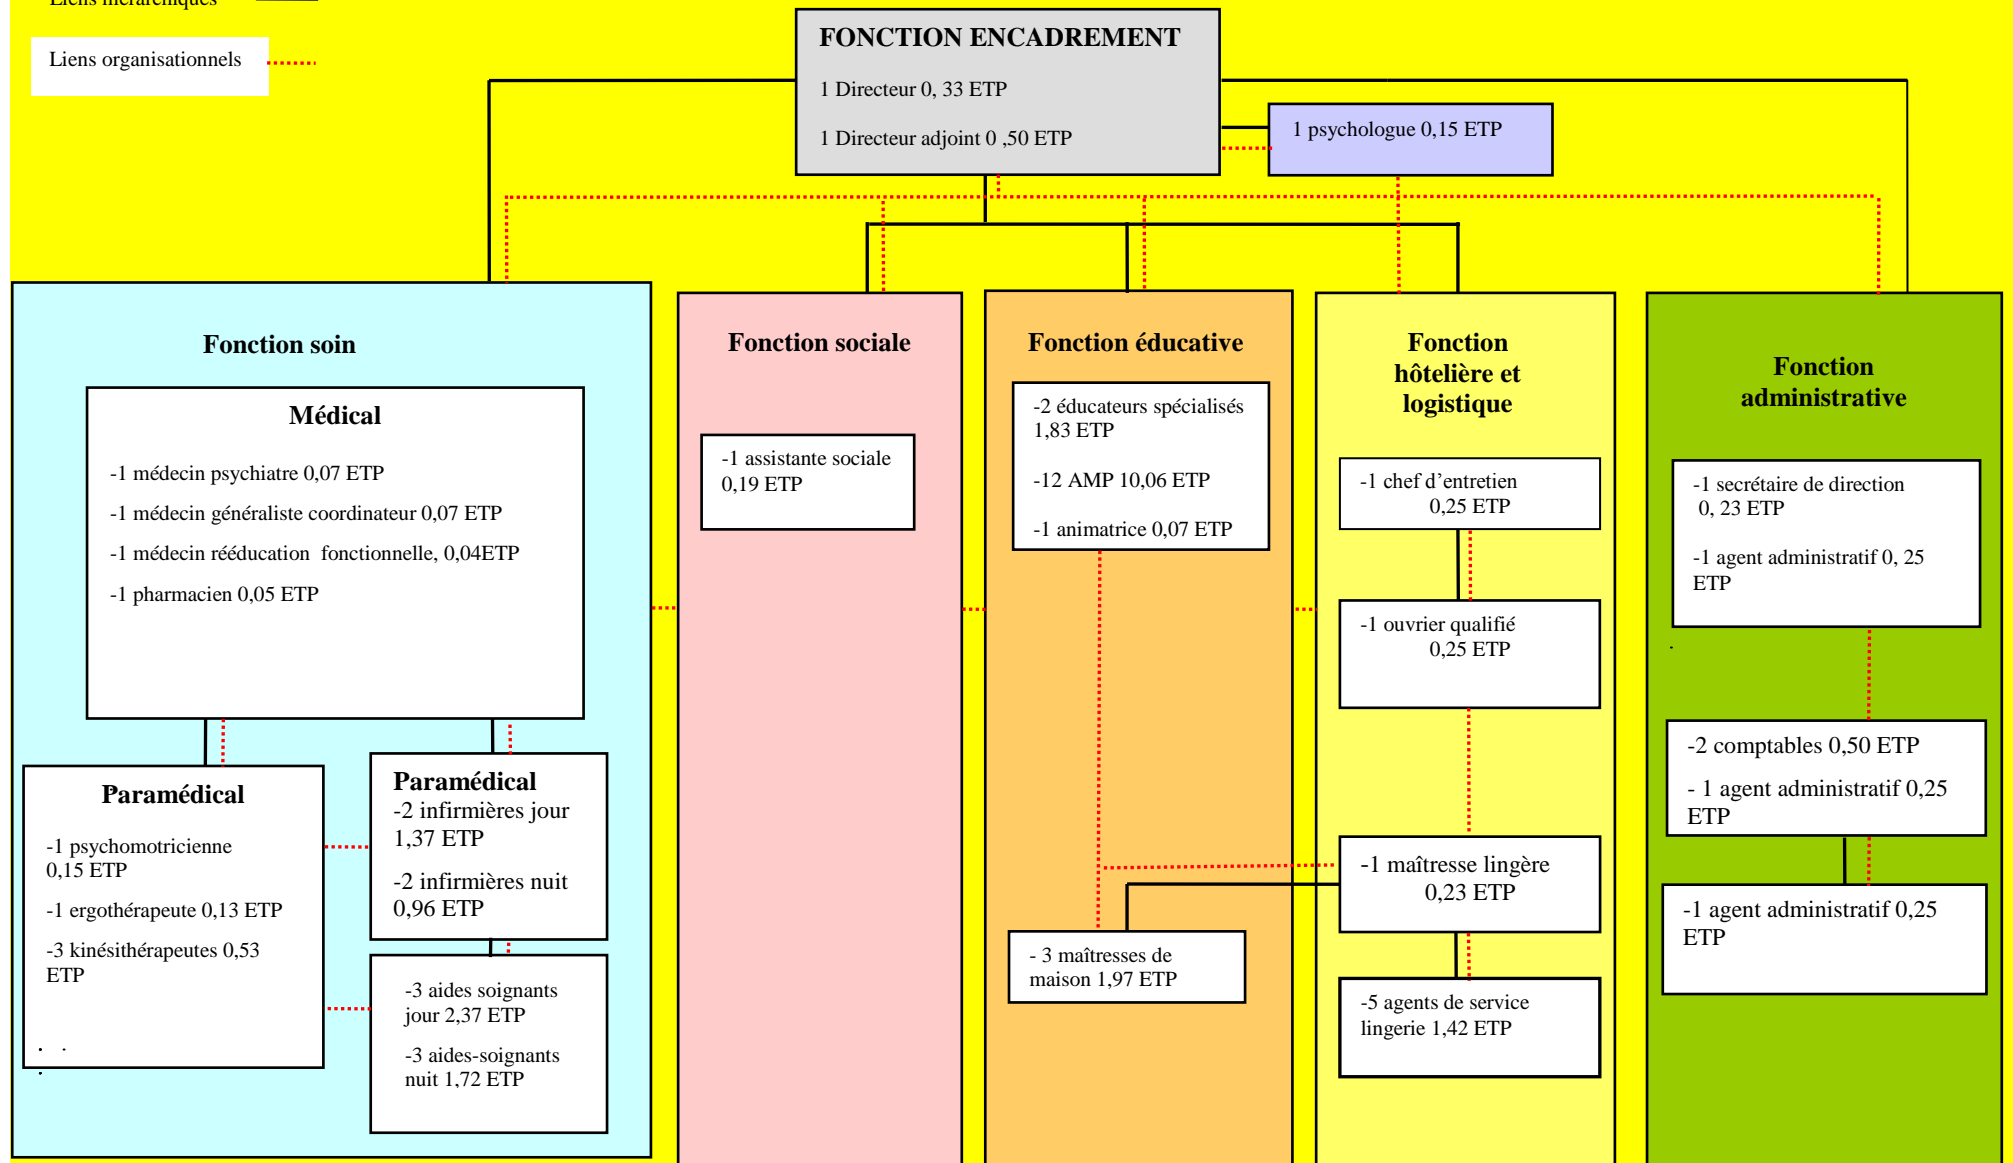 Liens hiérarchiques
Liens organisationnels
FONCTION ENCADREMENT
1 Directeur 0, 33 ETP
1 Directeur adjoint 0 ,50 ETP
1 psychologue 0,15 ETP
Fonction soin
Médical
-1 médecin psychiatre 0,07 ETP
-1 médecin généraliste coordinateur 0,07 ETP
-1 médecin rééducation  fonctionnelle, 0,04ETP
-1 pharmacien 0,05 ETP
Paramédical
-1 psychomotricienne
0,15 ETP
-1 ergothérapeute 0,13 ETP
-3 kinésithérapeutes 0,53
ETP
Paramédical
-2 infirmières jour
1,37 ETP
-2 infirmières nuit
0,96 ETP
-3 aides soignants
jour 2,37 ETP
-3 aides-soignants
nuit 1,72 ETP
Fonction sociale
-1 assistante sociale
0,19 ETP
Fonction éducative
-2 éducateurs spécialisés
1,83 ETP
-12 AMP 10,06 ETP
-1 animatrice 0,07 ETP
- 3 maîtresses de
maison 1,97 ETP
Fonction
hôtelière et
logistique
-1 chef d’entretien
0,25 ETP
-1 ouvrier qualifié
0,25 ETP
-1 maîtresse lingère
0,23 ETP
-5 agents de service
lingerie 1,42 ETP
Fonction
administrative
-1 secrétaire de direction
0, 23 ETP
-1 agent administratif 0, 25
ETP
-2 comptables 0,50 ETP
- 1 agent administratif 0,25
ETP
-1 agent administratif 0,25
ETP